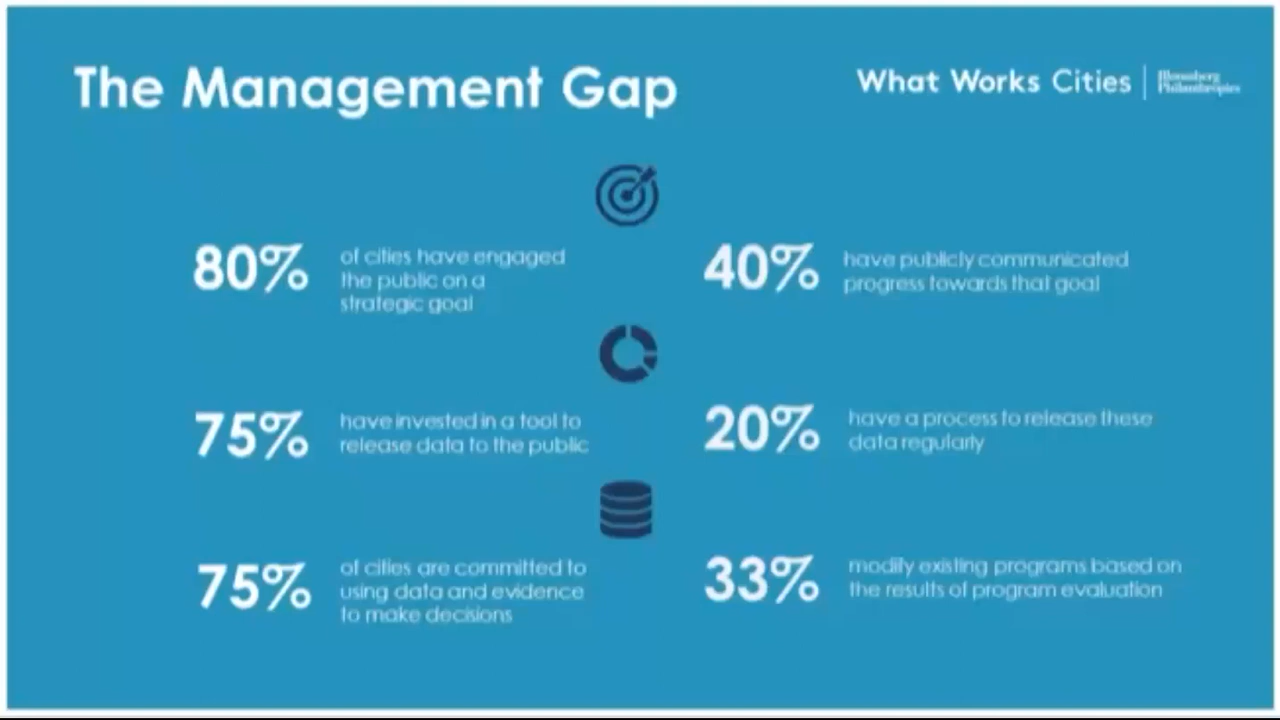 The Management Gap
What Works Cities
Bloomberg
Philanthropies
80%
of cities have engaged
the public on a
strategic goal
40%
have publicly communicated
progress towards that goal
75%
have invested in a tool to
release data to the public
20%
have a process to release these
data regularly
75%
of cities are committed to
using data and evidence
to make decisions
33%
modify existing programs based on
the results of program evaluation